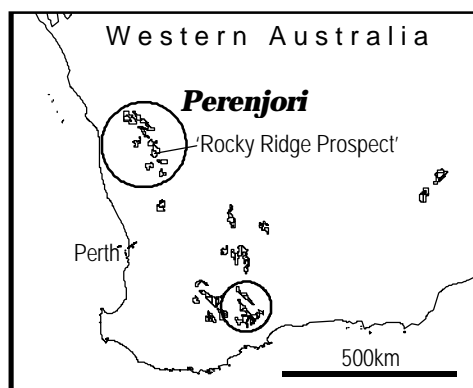 Western Australia
Perenjori
'Rocky Ridge Prospect'
Perth
500km